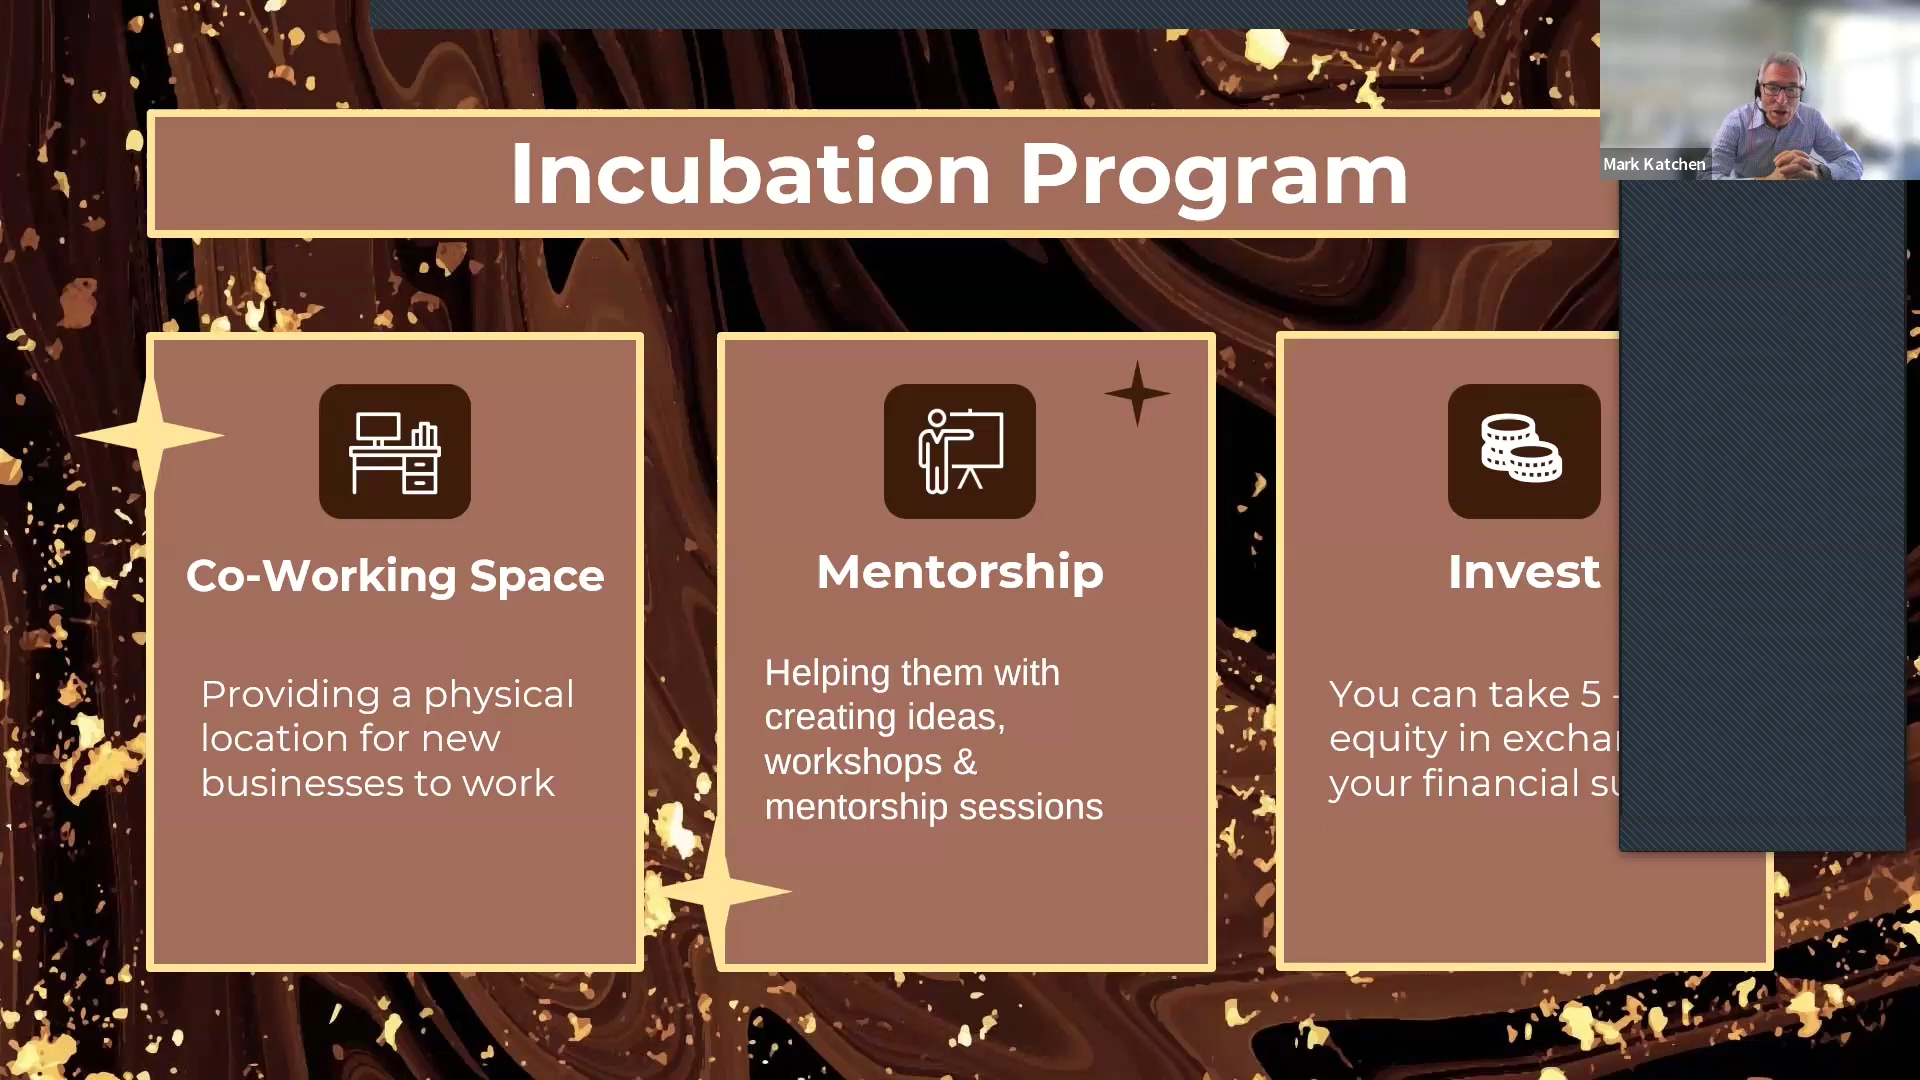 Incubation Program
Mark Katchen
Co-Working Space
Providing a physical
location for new
businesses to work
Mentorship
Helping them with
creating ideas,
workshops &
mentorship sessions
Invest
You can take 5 -
equity in
your financial